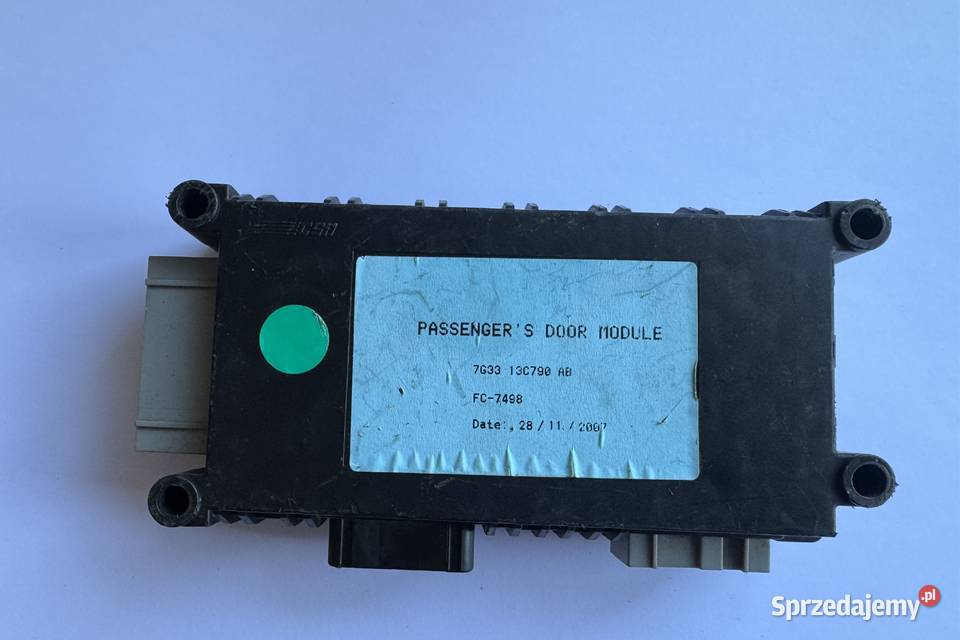 PASSENGER'S DOOR MODULE
7G33 13C790 AB
FC-7498
Date: 28/11/2007
Sprzedajemy.pl